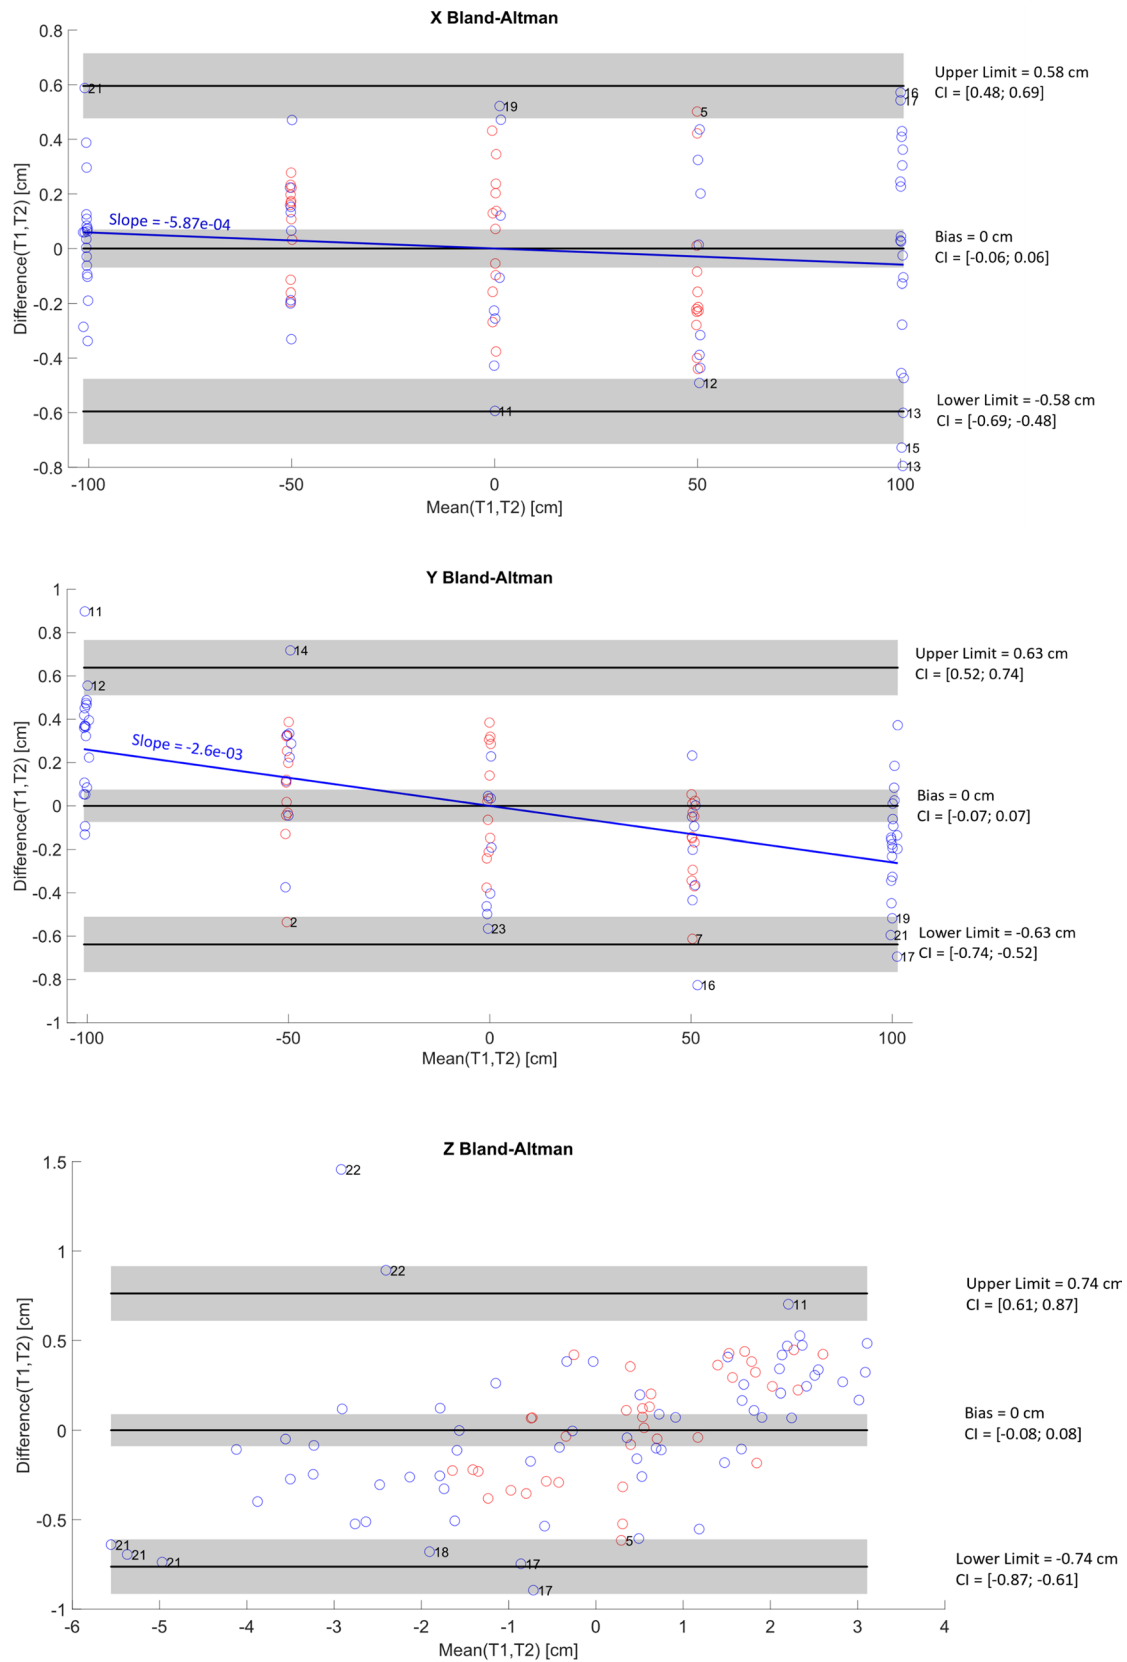 X Bland-Altman
0.8
0.6
0.4
0.2
0
-0.2
-0.4
-0.6
-0.8
Difference(T1,T2) [cm]
21
19
5
16
17
Slope = -5.87e-04
12
11
13
15
13
Upper Limit = 0.58 cm
CI = [0.48; 0.69]
Bias = 0 cm
CI = [-0.06; 0.06]
Lower Limit = -0.58 cm
CI = [-0.69; -0.48]
-100
-50
0
50
100
Mean(T1,T2) [cm]
Y Bland-Altman
1
0.8
0.6
0.4
0.2
0
-0.2
-0.4
-0.6
-0.8
-1
Difference(T1,T2) [cm]
11
14
12
Slope = -2.6e-03
2
23
7
19
21
17
16
Upper Limit = 0.63 cm
CI = [0.52; 0.74]
Bias = 0 cm
CI = [-0.07; 0.07]
Lower Limit = -0.63 cm
CI = [-0.74; -0.52]
-100
-50
0
50
100
Mean(T1,T2) [cm]
Z Bland-Altman
1.5
1
0.5
0
-0.5
-1
Difference(T1,T2) [cm]
22
22
11
5
21
21
21
18
17
17
Upper Limit = 0.74 cm
CI = [0.61; 0.87]
Bias = 0 cm
CI = [-0.08; 0.08]
Lower Limit = -0.74 cm
CI = [-0.87; -0.61]
-6
-5
-4
-3
-2
-1
0
1
2
3
4
Mean(T1,T2) [cm]